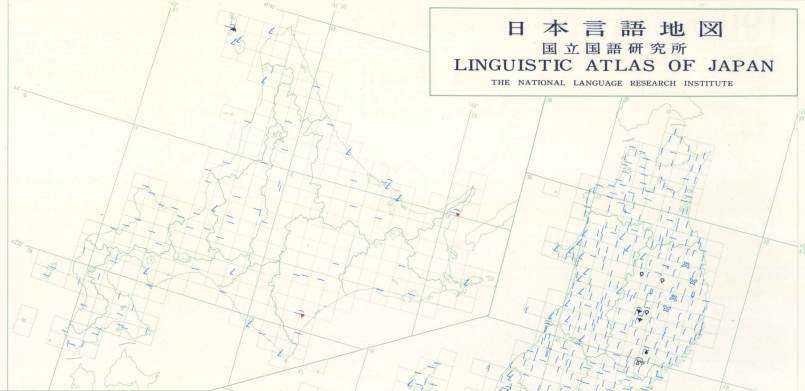 日本言語地図
国立国語研究所
LINGUISTIC ATLAS OF JAPAN
THE NATIONAL LANGUAGE RESEARCH INSTITUTE